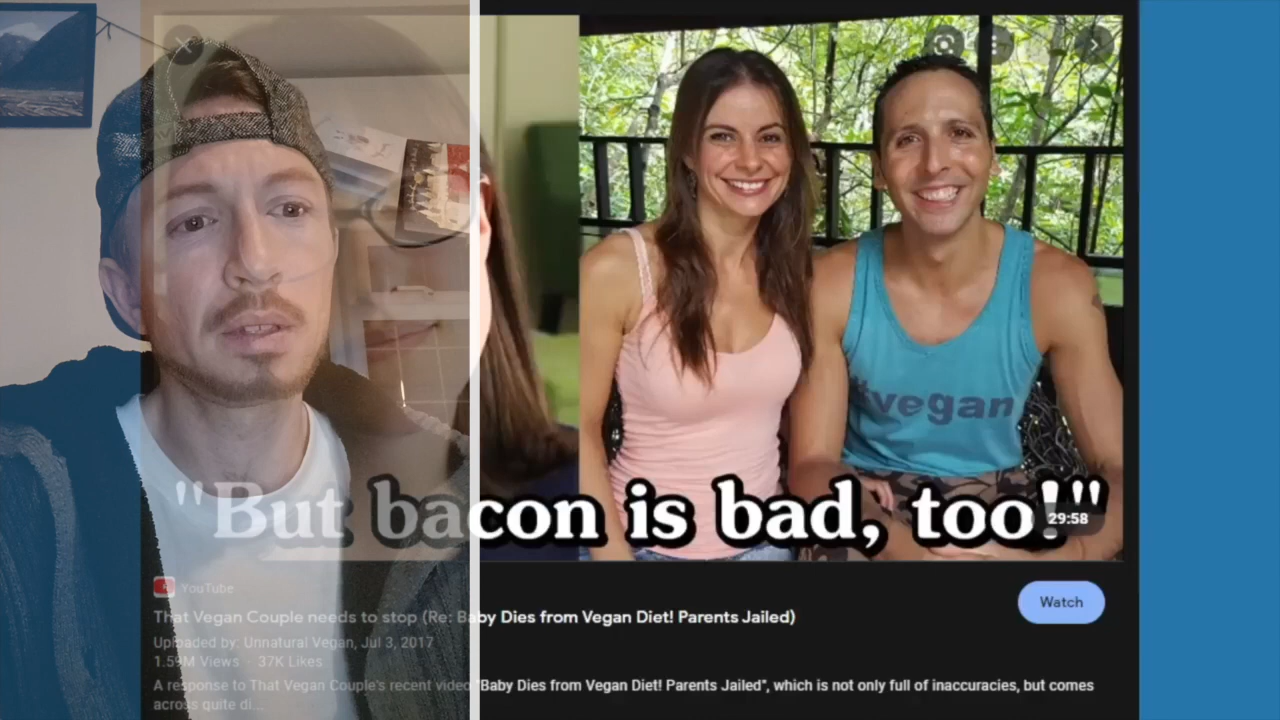 #vegan
"But bacon is bad, too!"
29:58
YouTube
Watch
That Vegan Couple needs to stop (Re: Baby Dies from Vegan Diet! Parents Jailed)
Uploaded by: Unnatural Vegan, Jul 3, 2017
1.59M Views · 37K Likes
A response to That Vegan Couple's recent video "Baby Dies from Vegan Diet! Parents Jailed", which is not only full of inaccuracies, but comes
across quite di...